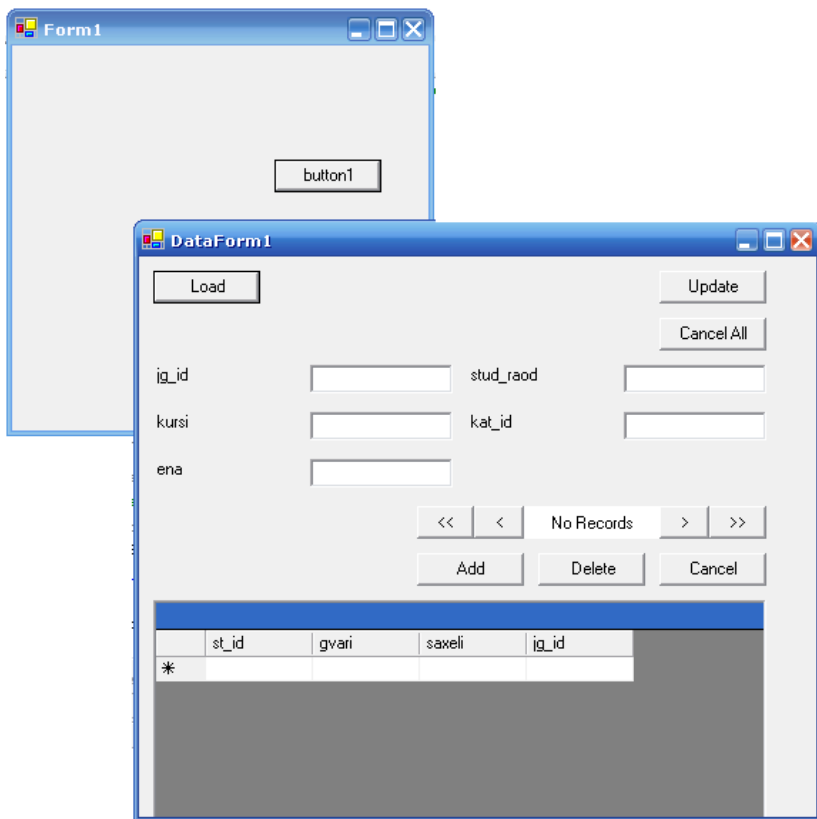 Form1
button1
DataForm1
Load Update
Cancel All
jg_id stud_raod
kursi kat_id
ena
<< < No Records > >>
Add Delete Cancel
st_id gvari saxeli jg_id
*